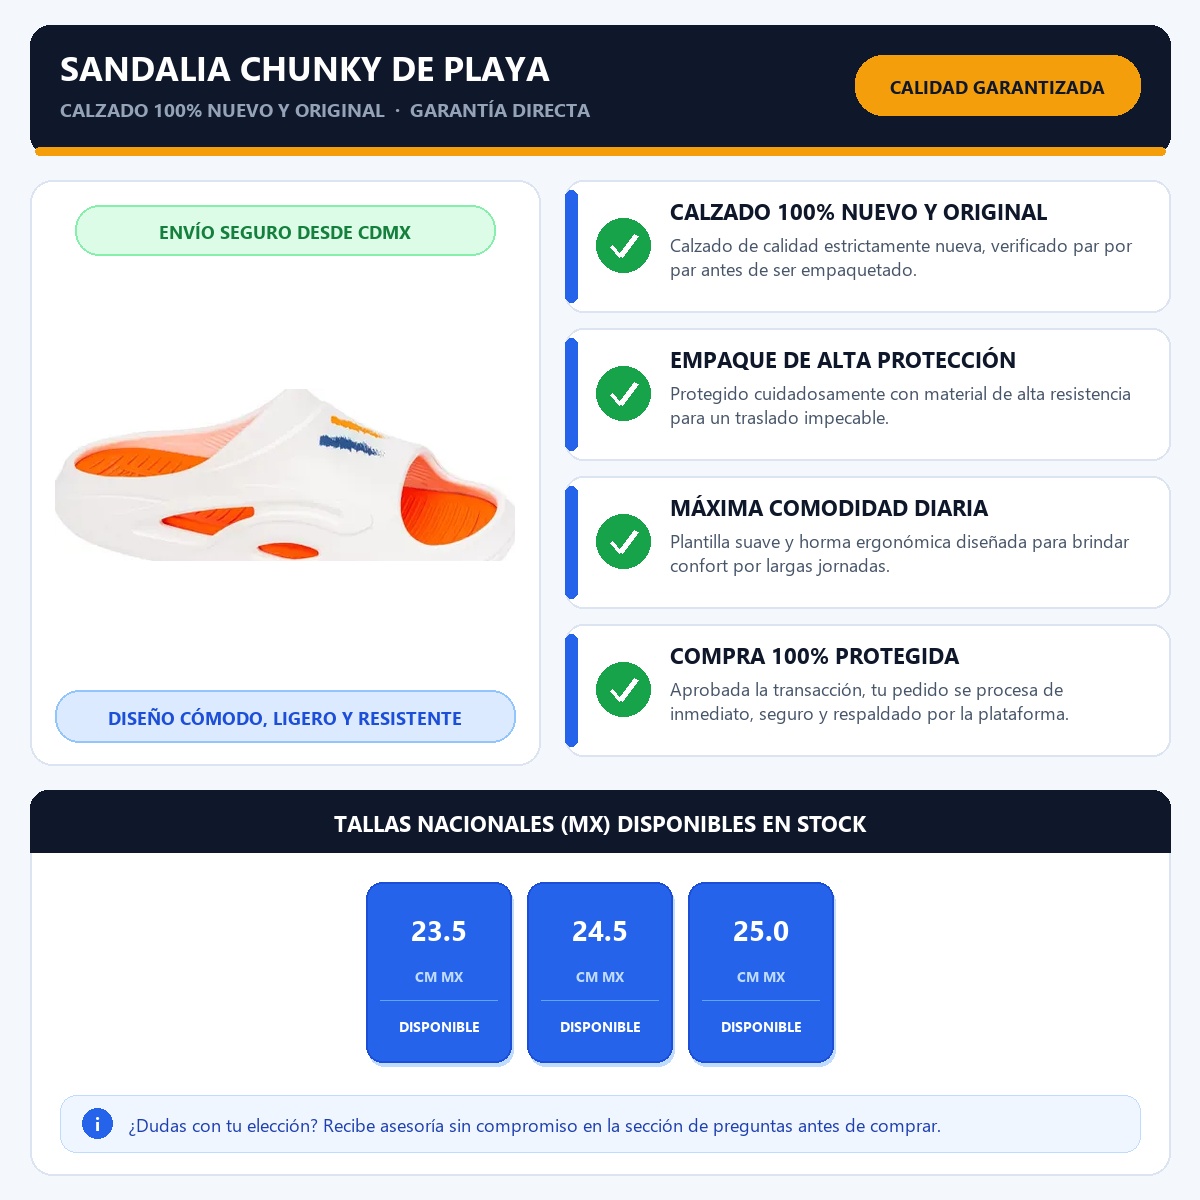 SANDALIA CHUNKY DE PLAYA
CALZADO 100% NUEVO Y ORIGINAL · GARANTÍA DIRECTA
CALIDAD GARANTIZADA
ENVÍO SEGURO DESDE CDMX
DISEÑO CÓMODO, LIGERO Y RESISTENTE
CALZADO 100% NUEVO Y ORIGINAL
Calzado de calidad estrictamente nueva, verificado par por
par antes de ser empaquetado.
EMPAQUE DE ALTA PROTECCIÓN
Protegido cuidadosamente con material de alta resistencia
para un traslado impecable.
MÁXIMA COMODIDAD DIARIA
Plantilla suave y horma ergonómica diseñada para brindar
confort por largas jornadas.
COMPRA 100% PROTEGIDA
Aprobada la transacción, tu pedido se procesa de
inmediato, seguro y respaldado por la plataforma.
TALLAS NACIONALES (MX) DISPONIBLES EN STOCK
23.5
CM MX
DISPONIBLE
24.5
CM MX
DISPONIBLE
25.0
CM MX
DISPONIBLE
¿Dudas con tu elección? Recibe asesoría sin compromiso en la sección de preguntas antes de comprar.